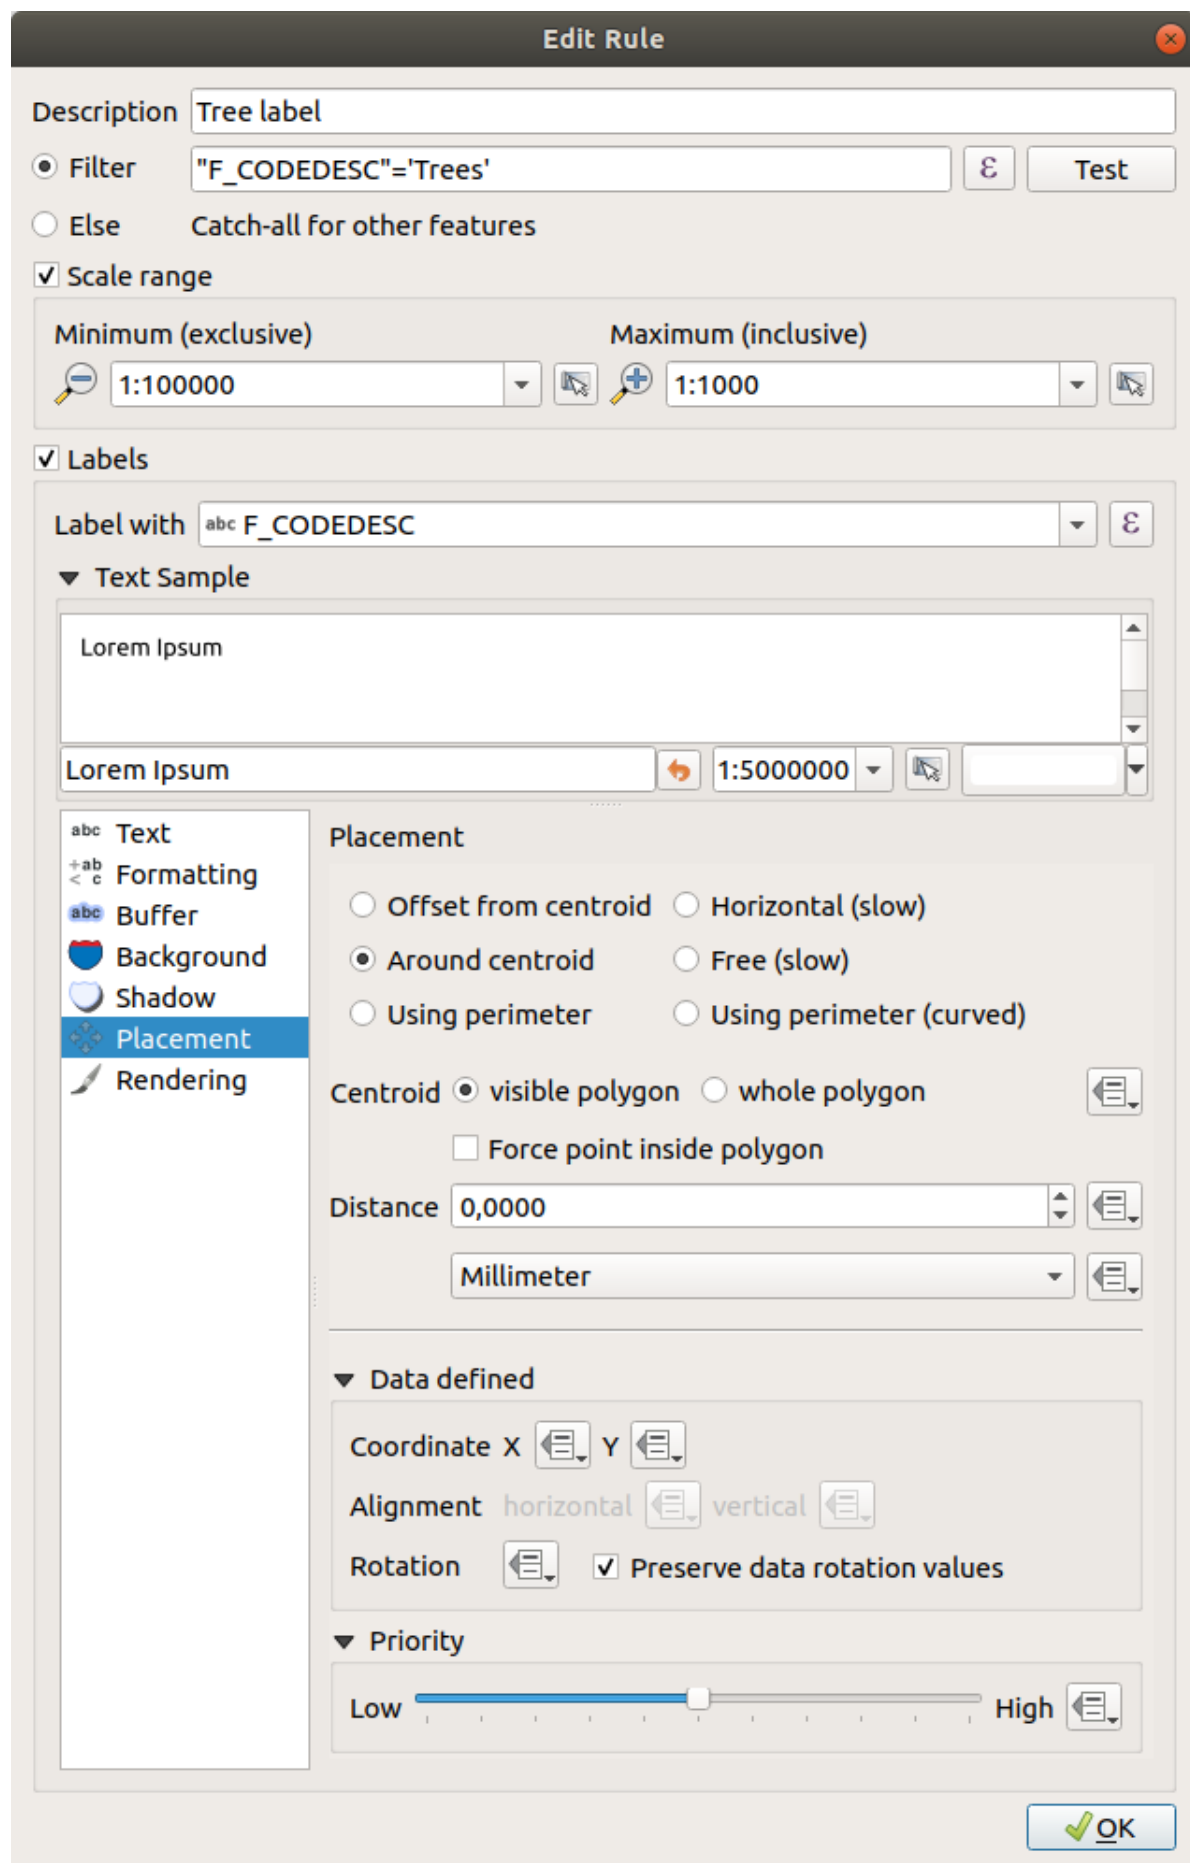 Edit Rule
Description Tree label
Filter "F_CODEDESC"='Trees' ε Test
Else Catch-all for other features
Scale range
Minimum (exclusive) Maximum (inclusive)
1:100000 1:1000
Labels
Label with abc F_CODEDESC ε
Text Sample
Lorem Ipsum
Lorem Ipsum 1:5000000
abc Text
+ab
< c Formatting
abc Buffer
Background
Shadow
Placement
Rendering
Placement
Offset from centroid Horizontal (slow)
Around centroid Free (slow)
Using perimeter Using perimeter (curved)
Centroid visible polygon whole polygon
Force point inside polygon
Distance 0,0000
Millimeter
Data defined
Coordinate X Y
Alignment horizontal vertical
Rotation Preserve data rotation values
Priority
Low High
OK